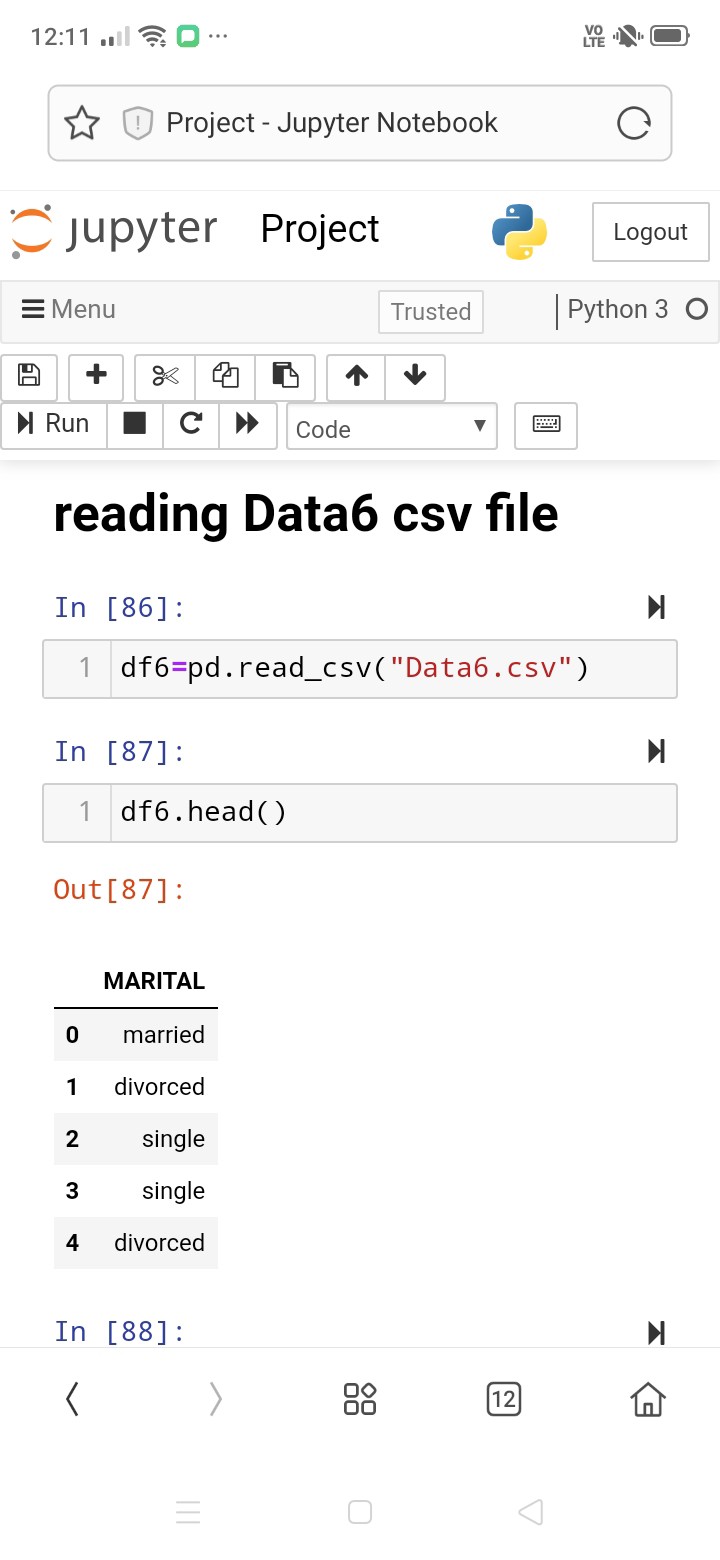 12:11 ... VO LTE
Project - Jupyter Notebook
jupyter Project Logout
Menu Trusted Python 3
Run Code
reading Data6 csv file
In [86]:
1 df6=pd.read_csv("Data6.csv")
In [87]:
1 df6.head()
Out[87]:
MARITAL
0 married
1 divorced
2 single
3 single
4 divorced
In [88]:
12